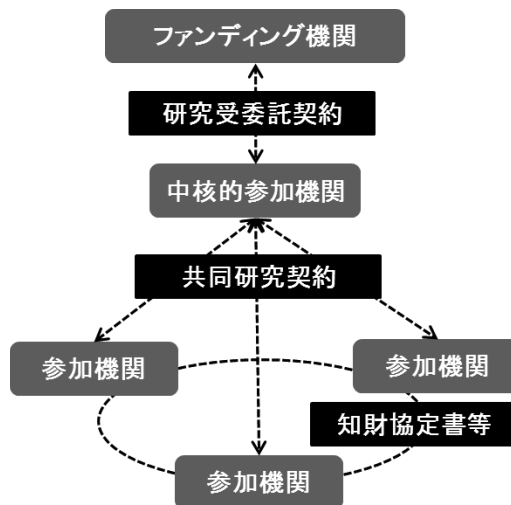 ファンディング機関
研究受委託契約
中核的参加機関
共同研究契約
参加機関
参加機関
知財協定書等
参加機関